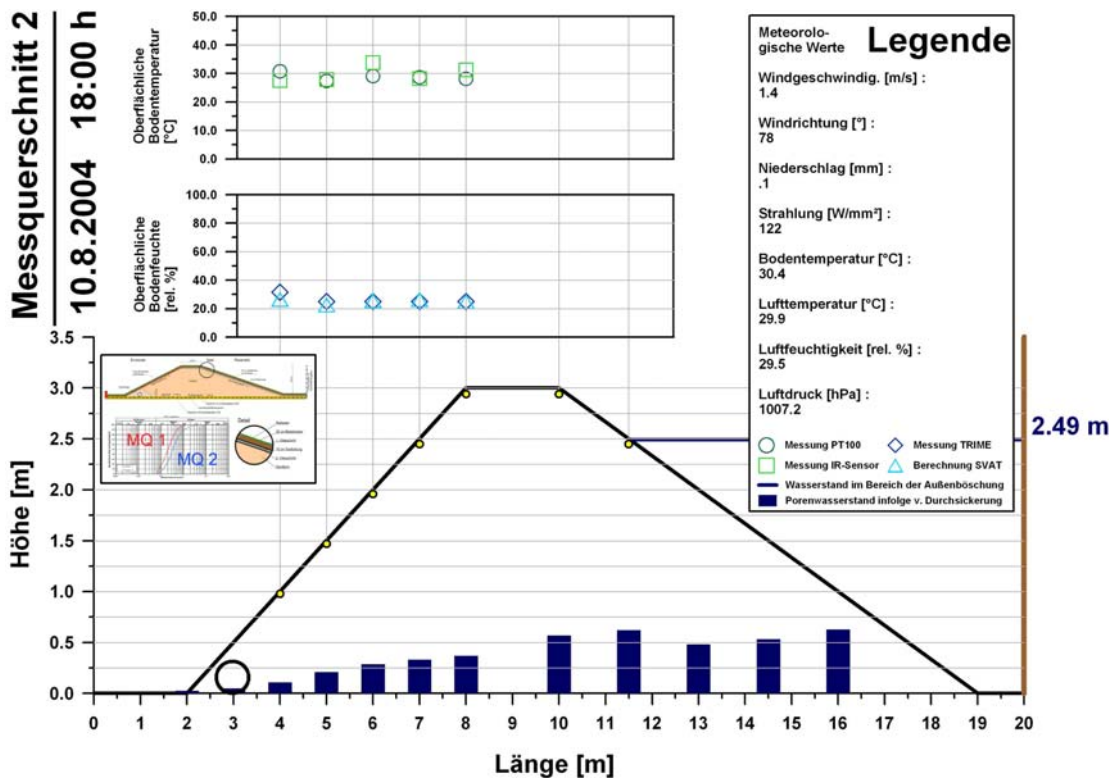 Messquerschnitt 2
10.8.2004 18:00 h
Oberflächliche
Bodentemperatur
[°C]
50.0
40.0
30.0
20.0
10.0
0.0
Oberflächliche
Bodenfeuchte
[rel. %]
100.0
80.0
60.0
40.0
20.0
0.0
Meteorolo-
gische Werte
Legende
Windgeschwindig. [m/s] :
1.4
Windrichtung [°] :
78
Niederschlag [mm] :
.1
Strahlung [W/mm²] :
122
Bodentemperatur [°C] :
30.4
Lufttemperatur [°C] :
29.9
Luftfeuchtigkeit [rel. %] :
29.5
Luftdruck [hPa] :
1007.2
Messung PT100
Messung TRIME
Messung IR-Sensor
Berechnung SVAT
Wasserstand im Bereich der Außenböschung
Porenwasserstand infolge v. Durchsickerung
2.49 m
MQ 1
MQ 2
Detail
Höhe [m]
3.5
3.0
2.5
2.0
1.5
1.0
0.5
0.0
0 1 2 3 4 5 6 7 8 9 10 11 12 13 14 15 16 17 18 19 20
Länge [m]